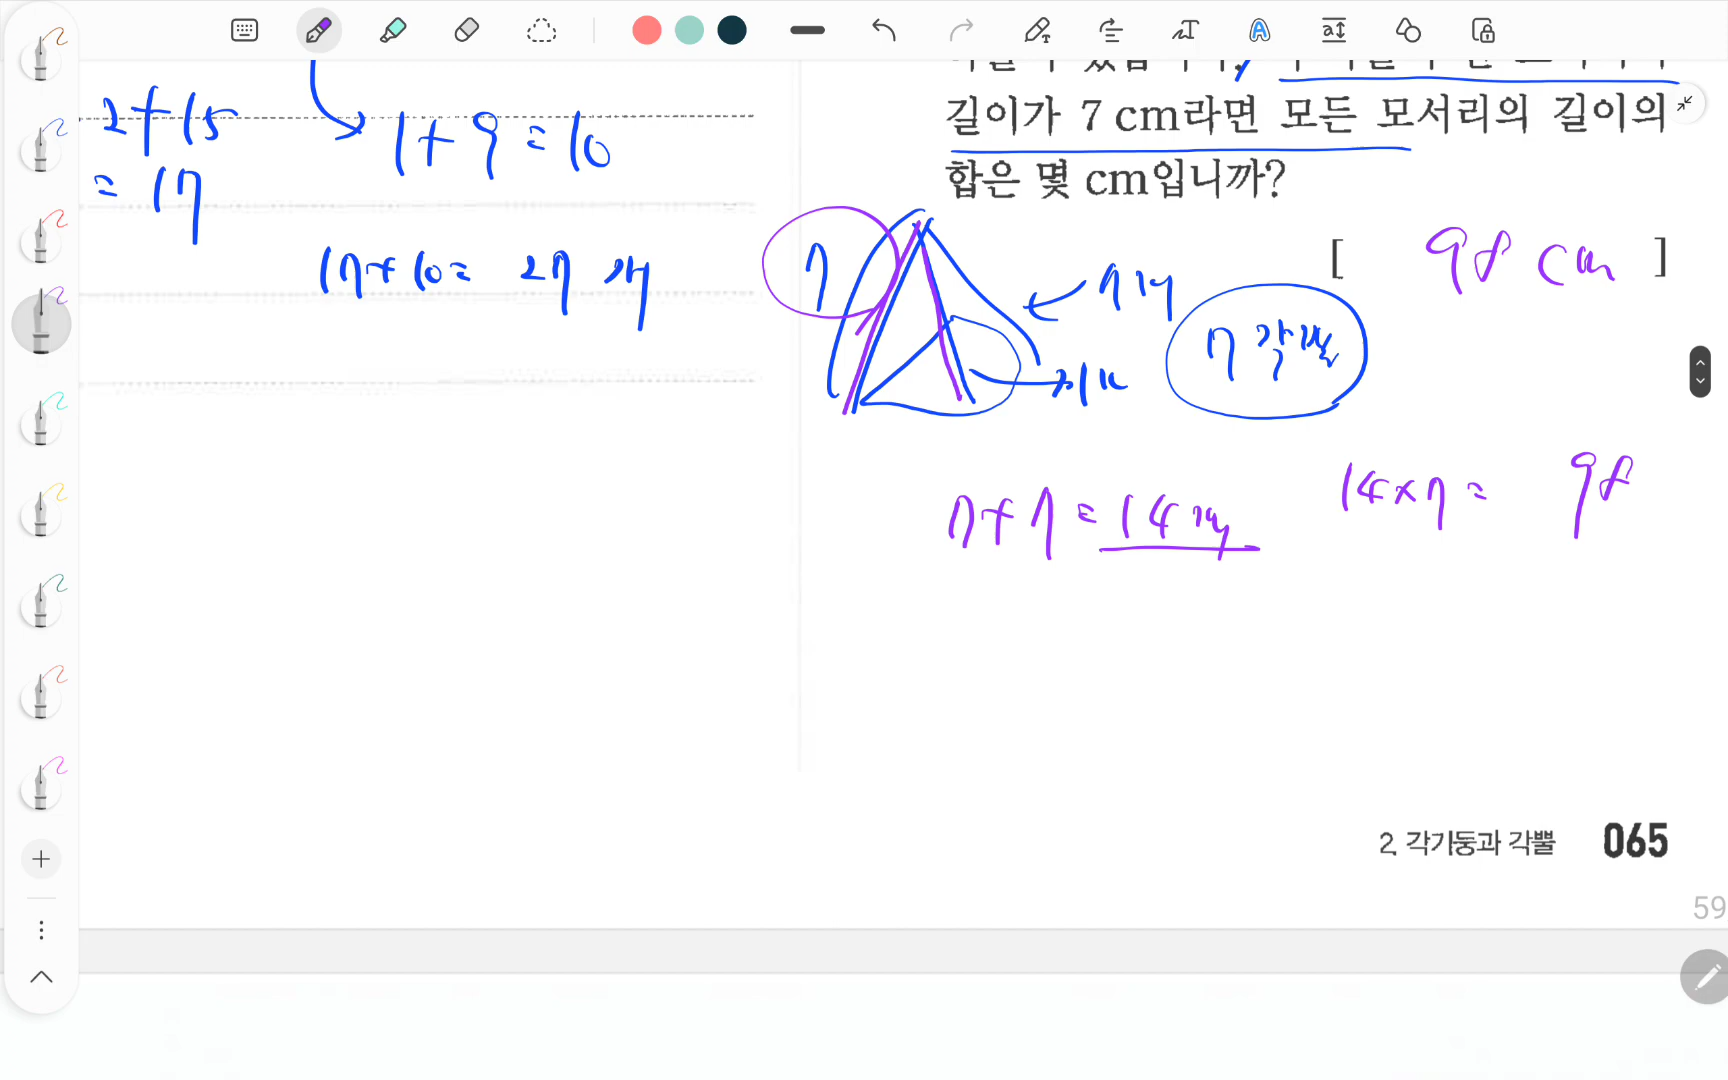 2+15
= 17
1+9=10
17+10= 27 개
길이가 7 cm라면 모든 모서리의 길이의
합은 몇 cm입니까?
[ 98 cm ]
7
7개
7각뿔
7+7=14개
14×7= 98
2. 각기둥과 각뿔 065
59